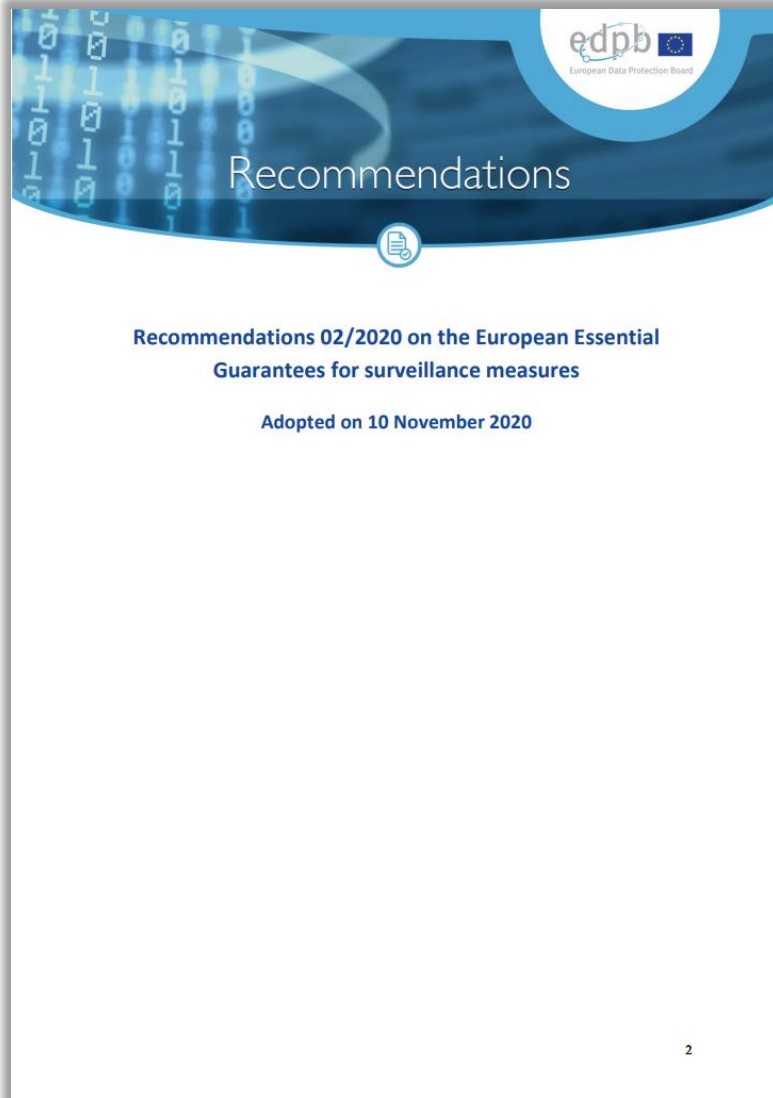 edpb
European Data Protection Board
Recommendations
Recommendations 02/2020 on the European Essential
Guarantees for surveillance measures
Adopted on 10 November 2020
2